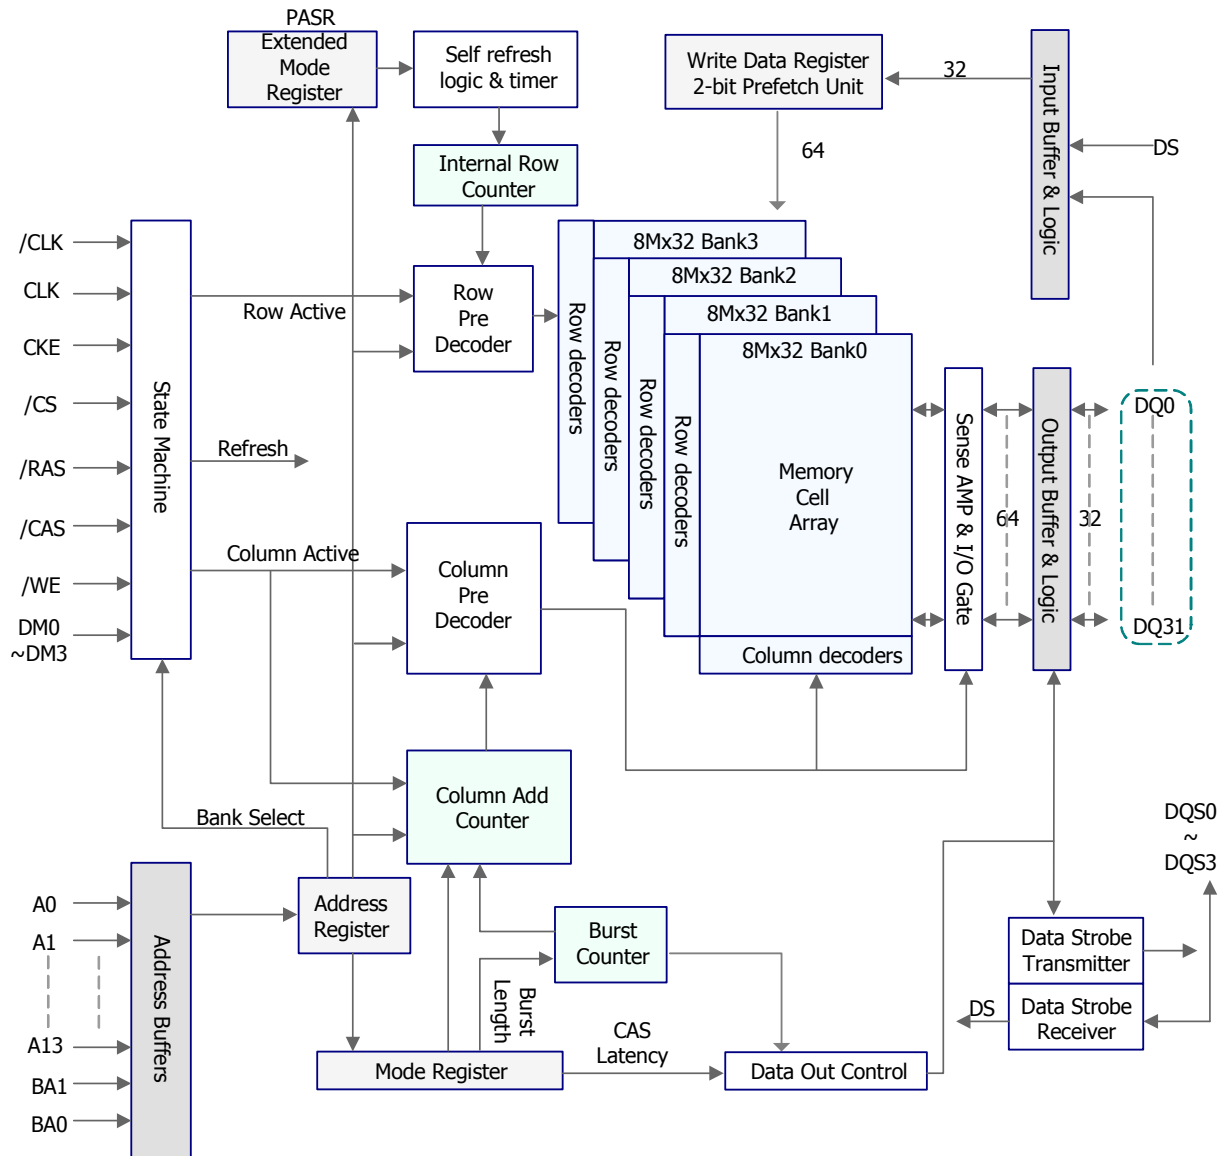 PASR
Extended
Mode
Register
Self refresh
logic & timer
Internal Row
Counter
Write Data Register
2-bit Prefetch Unit
32
64
Input Buffer & Logic
DS
/CLK
CLK
CKE
/CS
/RAS
/CAS
/WE
DM0
~DM3
State Machine
Row Active
Refresh
Column Active
Bank Select
Row
Pre
Decoder
Column
Pre
Decoder
Column Add
Counter
Row decoders
Row decoders
Row decoders
Row decoders
8Mx32 Bank3
8Mx32 Bank2
8Mx32 Bank1
8Mx32 Bank0
Memory
Cell
Array
Column decoders
Sense AMP & I/O Gate
64
Output Buffer & Logic
32
DQ0
DQ31
A0
A1
A13
BA1
BA0
Address Buffers
Address
Register
Burst
Counter
Burst
Length
CAS
Latency
Mode Register
Data Out Control
DQS0
~
DQS3
Data Strobe
Transmitter
Data Strobe
Receiver
DS